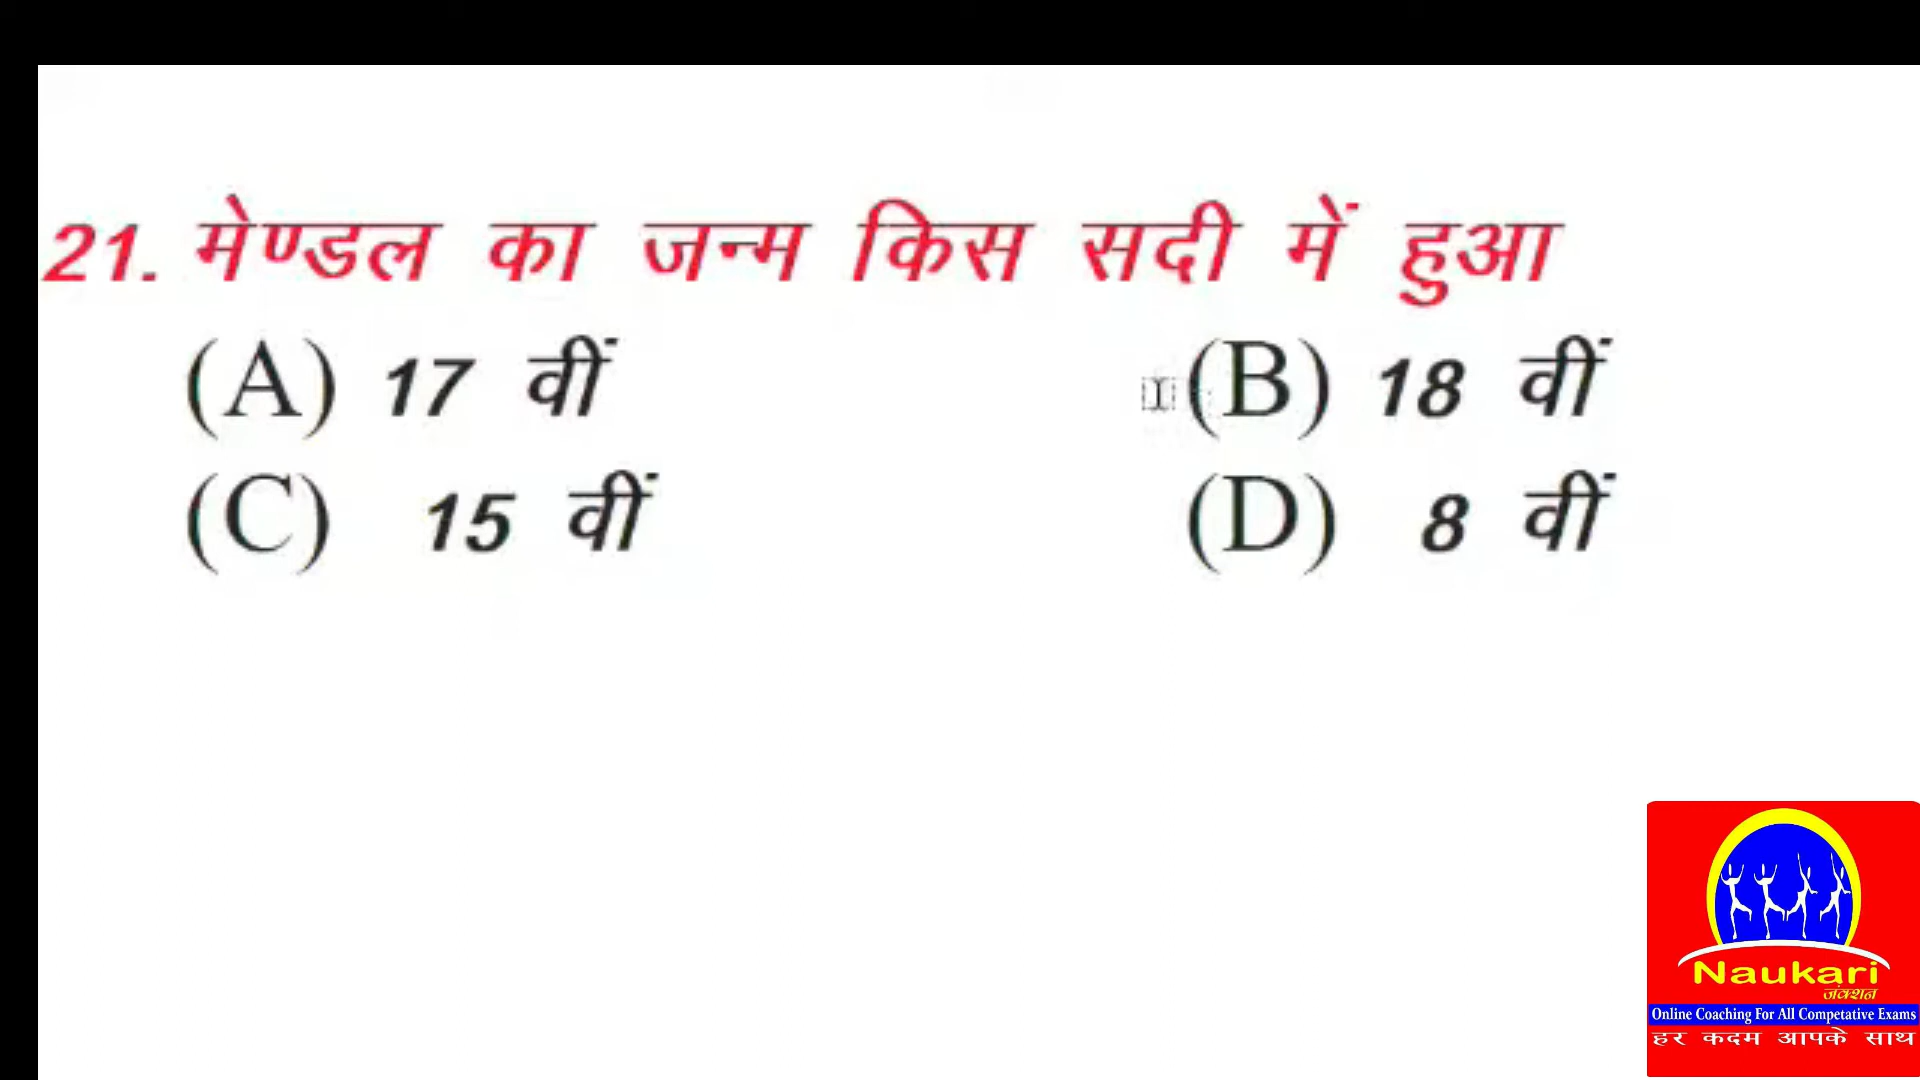 21. मेण्डल का जन्म किस सदी में हुआ
(A) 17 वीं (B) 18 वीं
(C) 15 वीं (D) 8 वीं
Naukari
जंक्शन
Online Coaching For All Competative Exams
हर कदम आपके साथ